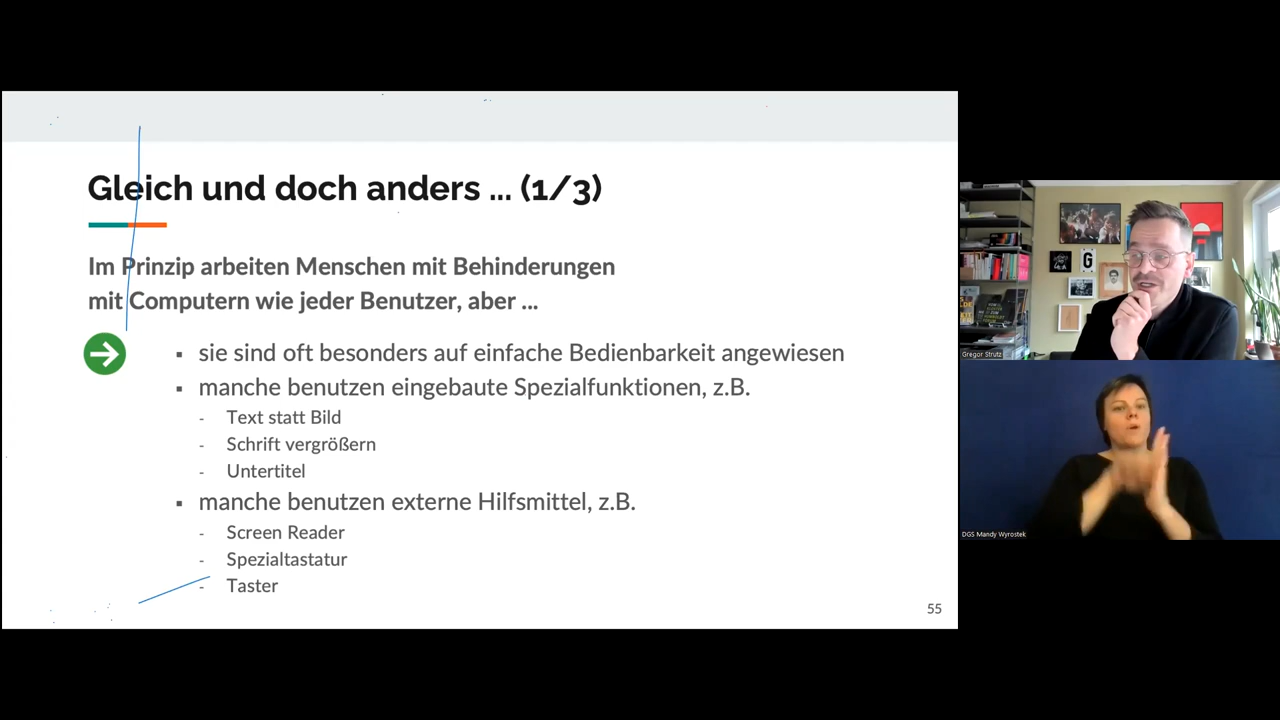 Gleich und doch anders ... (1/3)
Im Prinzip arbeiten Menschen mit Behinderungen
mit Computern wie jeder Benutzer, aber ...
▪ sie sind oft besonders auf einfache Bedienbarkeit angewiesen
▪ manche benutzen eingebaute Spezialfunktionen, z.B.
- Text statt Bild
- Schrift vergrößern
- Untertitel
▪ manche benutzen externe Hilfsmittel, z.B.
- Screen Reader
- Spezialtastatur
- Taster
55
G
Gregor Strutz
DGS Mandy Wyrostek